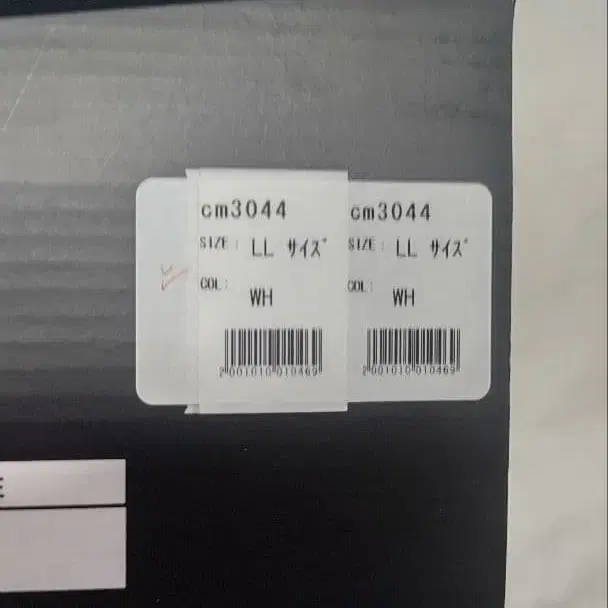 cm3044
SIZE: LL ｻｲｽﾞ
COL:
WH
2001010010469
cm3044
SIZE: LL ｻｲｽﾞ
COL:
WH
2001010010469
E